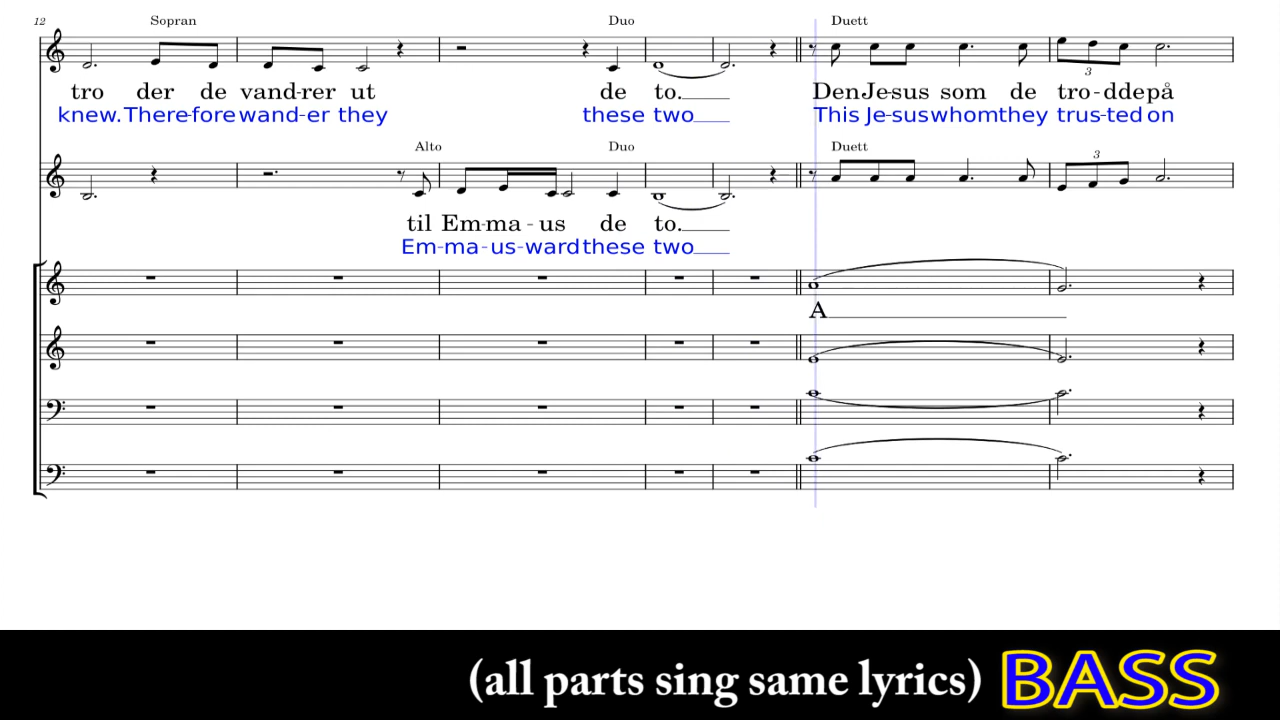 12 Sopran Duo Duett
tro der de vand-rer ut de to. Den Je-sus som de tro-dde på
knew. There-fore wand-er they these two This Je-sus whom they trus-ted on
3
Alto Duo Duett
3
til Em-ma-us de to.
Em-ma-us-ward these two
A
(all parts sing same lyrics) BASS